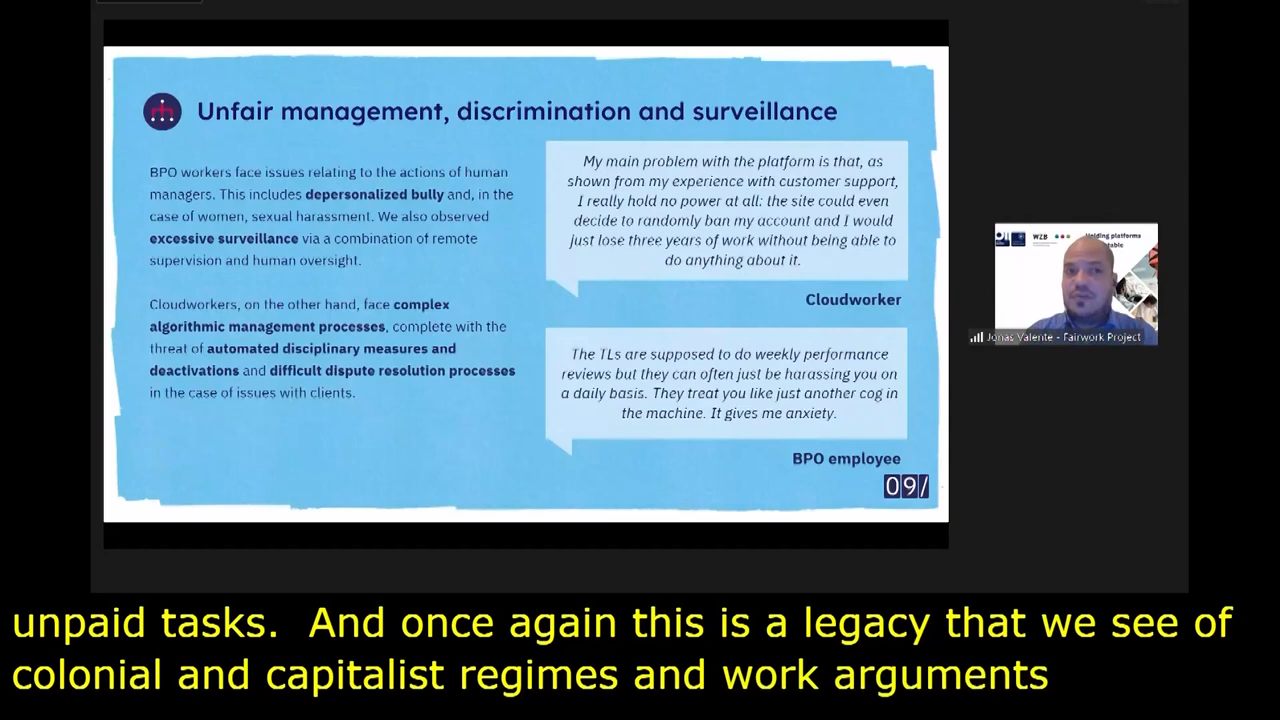 Unfair management, discrimination and surveillance
BPO workers face issues relating to the actions of human
managers. This includes depersonalized bully and, in the
case of women, sexual harassment. We also observed
excessive surveillance via a combination of remote
supervision and human oversight.
Cloudworkers, on the other hand, face complex
algorithmic management processes, complete with the
threat of automated disciplinary measures and
deactivations and difficult dispute resolution processes
in the case of issues with clients.
My main problem with the platform is that, as
shown from my experience with customer support,
I really hold no power at all: the site could even
decide to randomly ban my account and I would
just lose three years of work without being able to
do anything about it.
Cloudworker
The TLs are supposed to do weekly performance
reviews but they can often just be harassing you on
a daily basis. They treat you like just another cog in
the machine. It gives me anxiety.
BPO employee
09/
WZB
Holding platforms
Jonas Valente - Fairwork Project
unpaid tasks. And once again this is a legacy that we see of
colonial and capitalist regimes and work arguments